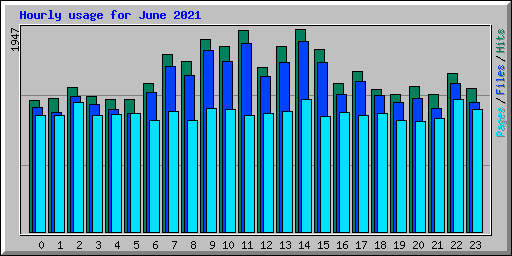 Hourly usage for June 2021
1947
Pages/Files/Hits
0 1 2 3 4 5 6 7 8 9 10 11 12 13 14 15 16 17 18 19 20 21 22 23